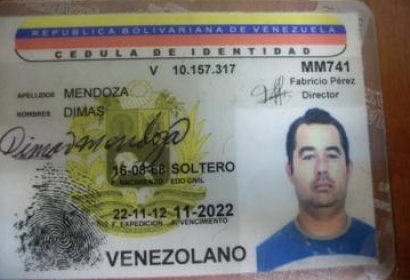 REPUBLICA BOLIVARIANA DE VENEZUELA
CEDULA DE IDENTIDAD
V 10.157.317 MM741
Fabricio Pérez
Director
APELLIDOS MENDOZA
NOMBRES DIMAS
Dimas mendoza
16-08-68 SOLTERO
F. NACIMIENTO EDO CIVIL
22-11-12 11-2022
F. EXPEDICION F. VENCIMIENTO
VENEZOLANO